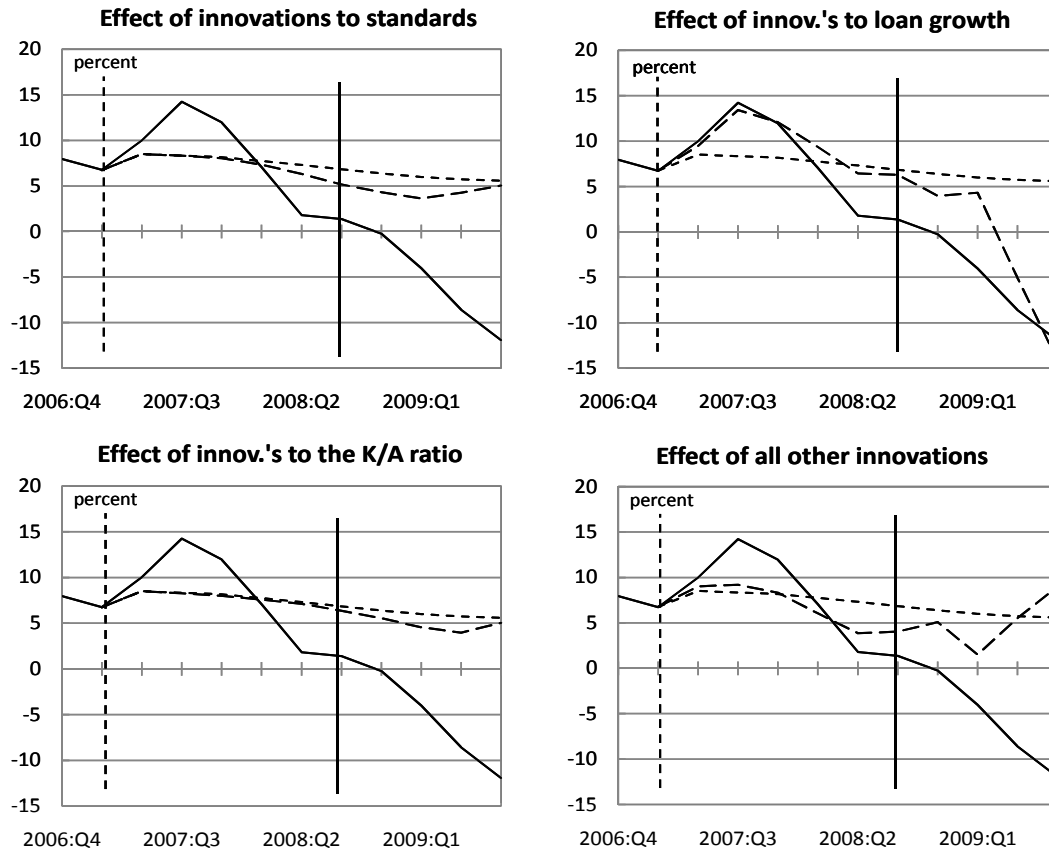 Effect of innovations to standards
20
percent
15
10
5
0
-5
-10
-15
2006:Q4 2007:Q3 2008:Q2 2009:Q1
Effect of innov.'s to loan growth
20
percent
15
10
5
0
-5
-10
-15
2006:Q4 2007:Q3 2008:Q2 2009:Q1
Effect of innov.'s to the K/A ratio
20
percent
15
10
5
0
-5
-10
-15
2006:Q4 2007:Q3 2008:Q2 2009:Q1
Effect of all other innovations
20
percent
15
10
5
0
-5
-10
-15
2006:Q4 2007:Q3 2008:Q2 2009:Q1